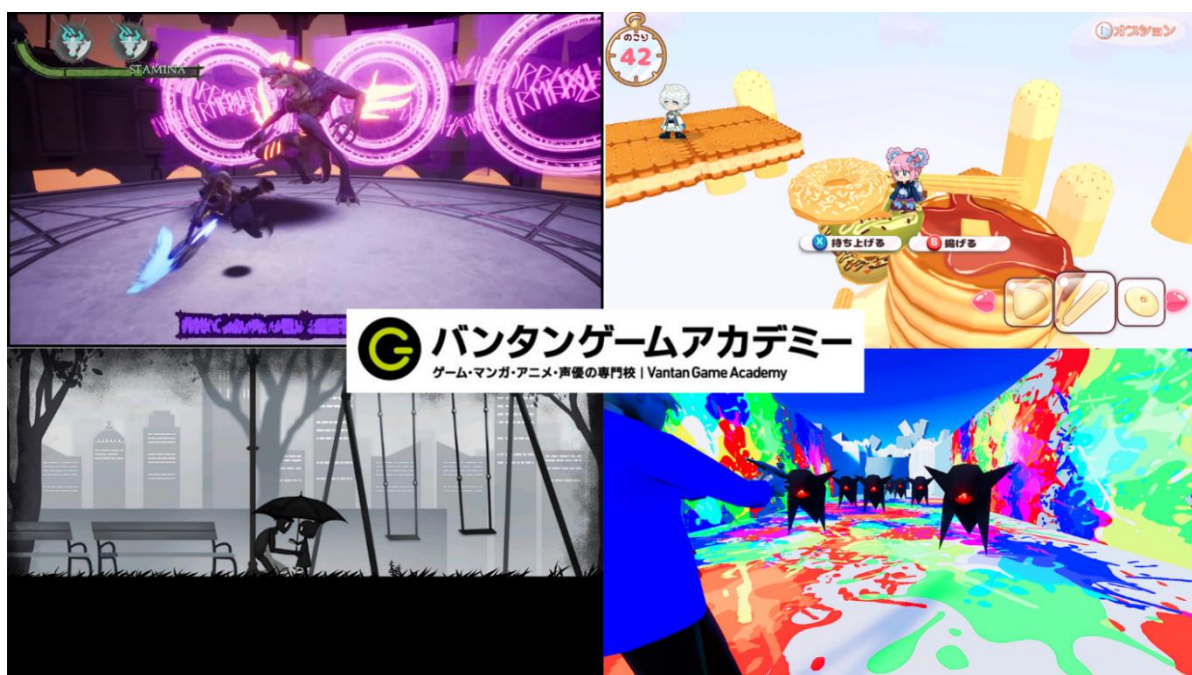 STAMINA
のこり
42
オプション
X 持ち上げる
B 揚げる
バンタンゲームアカデミー
ゲーム・マンガ・アニメ・声優の専門校 | Vantan Game Academy